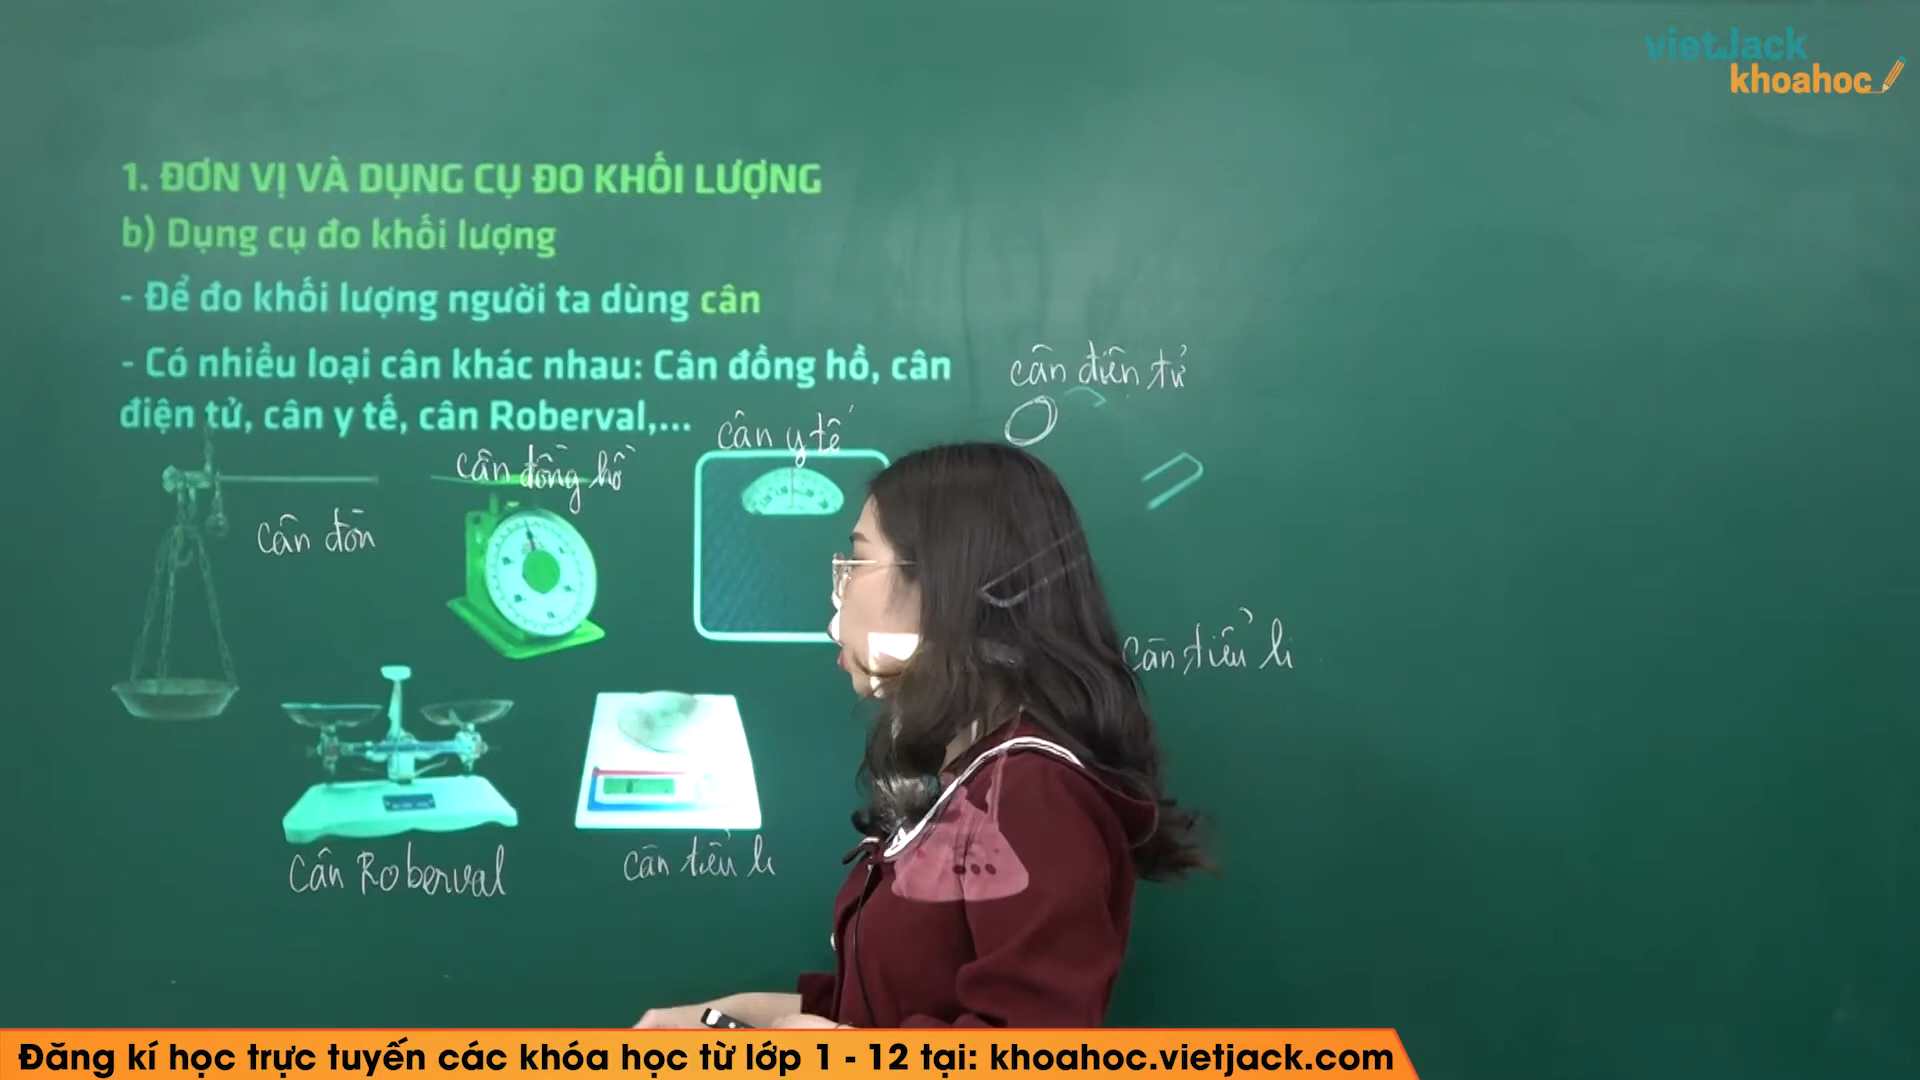 vietJack
khoahoc
1. ĐƠN VỊ VÀ DỤNG CỤ ĐO KHỐI LƯỢNG
b) Dụng cụ đo khối lượng
- Để đo khối lượng người ta dùng cân
- Có nhiều loại cân khác nhau: Cân đồng hồ, cân
điện tử, cân y tế, cân Roberval,...
cân điện tử
cân y tế
cân đồng hồ
cân đòn
cân tiểu li
cân Roberval
cân tiểu li
Đăng kí học trực tuyến các khóa học từ lớp 1 - 12 tại: khoahoc.vietjack.com